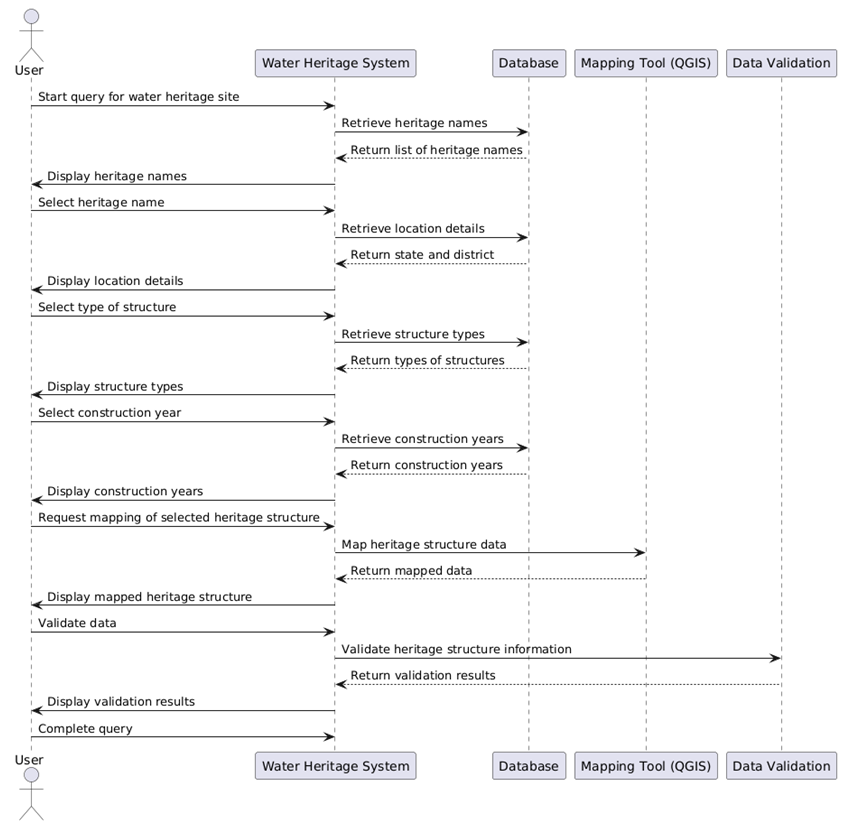 User
Water Heritage System
Database
Mapping Tool (QGIS)
Data Validation
Start query for water heritage site
Retrieve heritage names
Return list of heritage names
Display heritage names
Select heritage name
Retrieve location details
Return state and district
Display location details
Select type of structure
Retrieve structure types
Return types of structures
Display structure types
Select construction year
Retrieve construction years
Return construction years
Display construction years
Request mapping of selected heritage structure
Map heritage structure data
Return mapped data
Display mapped heritage structure
Validate data
Validate heritage structure information
Return validation results
Display validation results
Complete query
User
Water Heritage System
Database
Mapping Tool (QGIS)
Data Validation